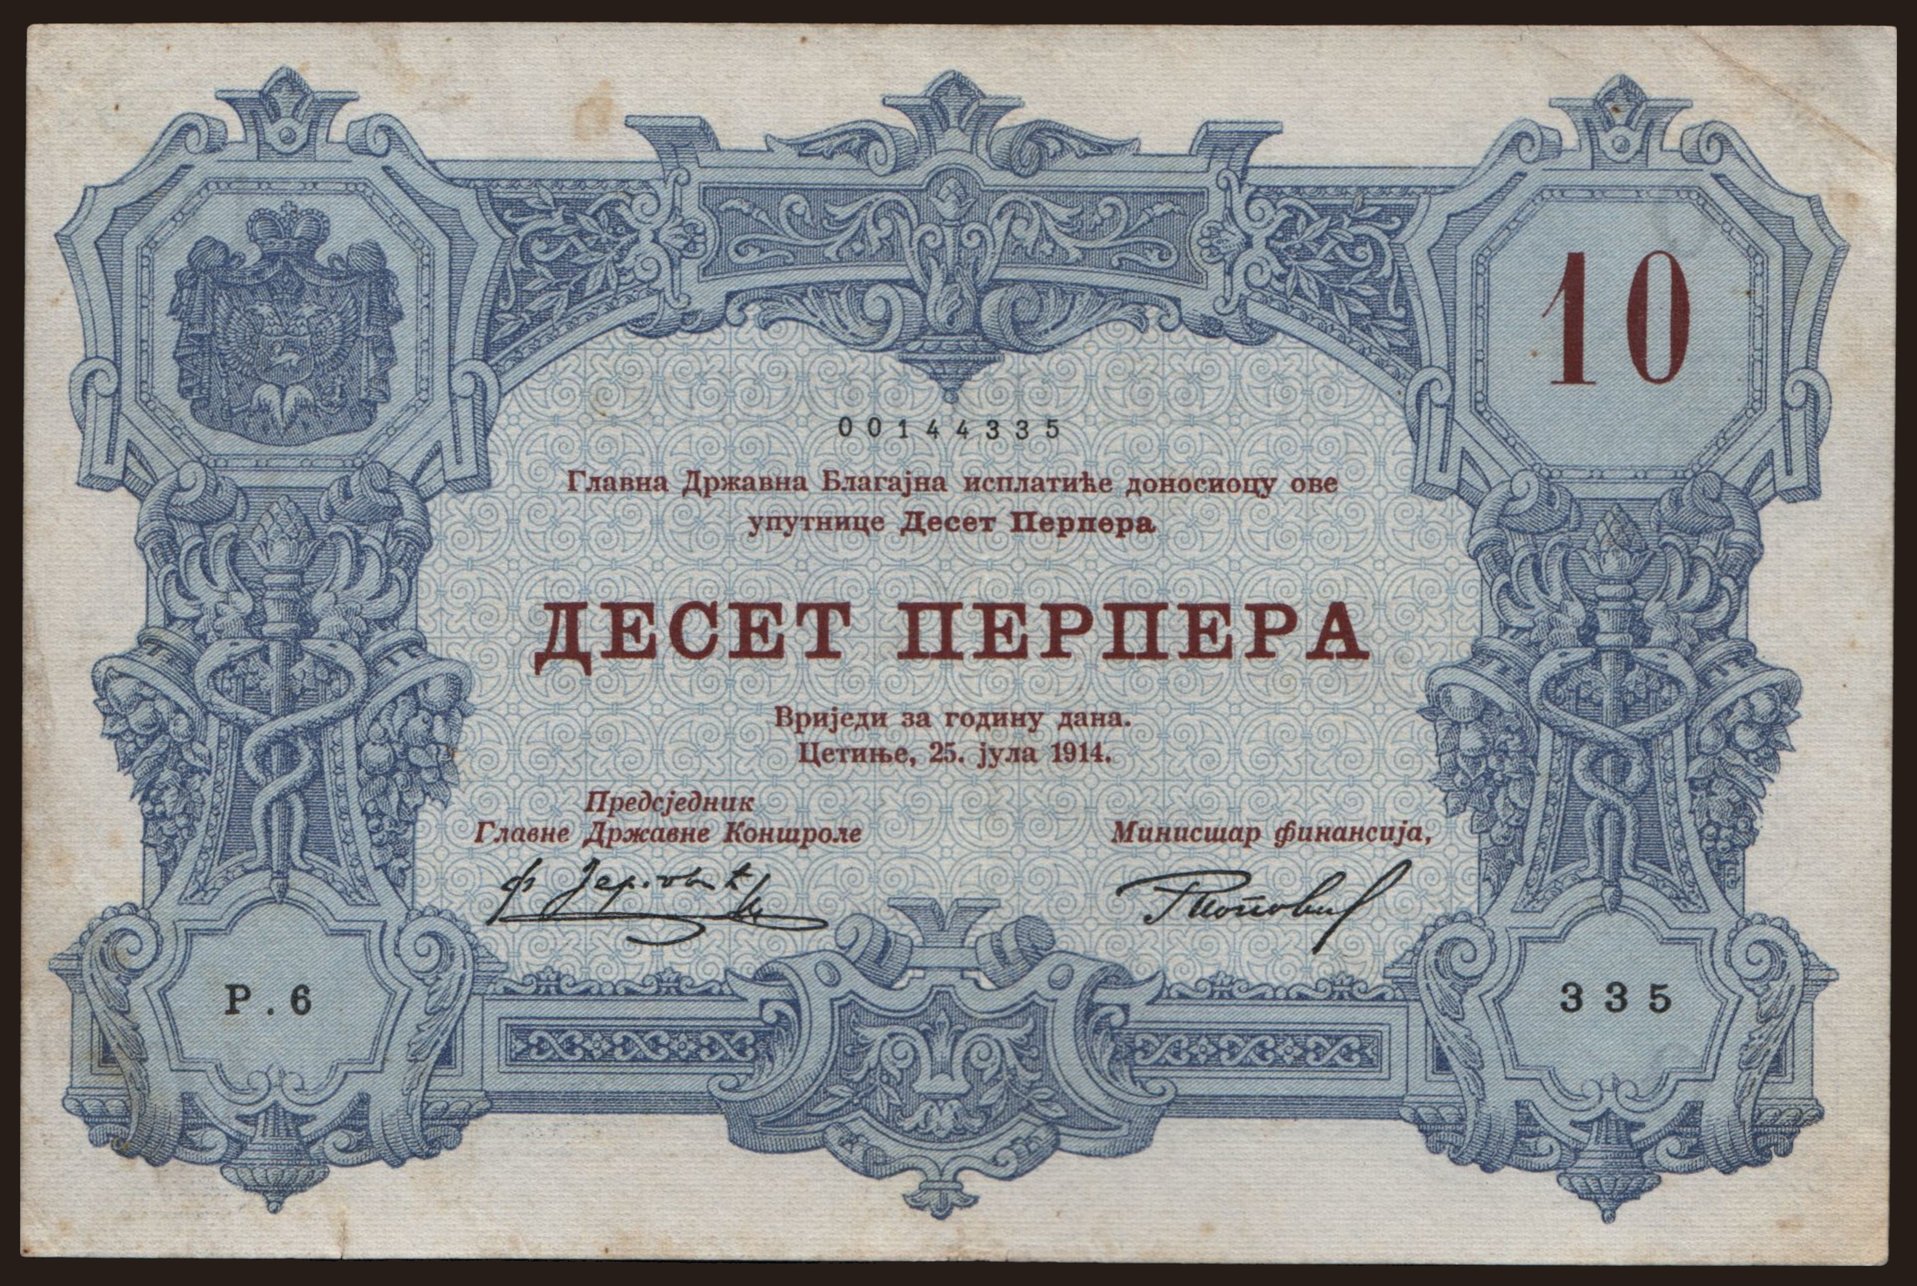 10
00144335
Главна Државна Благајна исплатиће доносиоцу ове
упутнице Десет Перпера
ДЕСЕТ ПЕРПЕРА
Вриједи за годину дана.
Цетиње, 25. јула 1914.
Предсједник
Главне Државне Контроле
Министар финансија,
Р.6
335